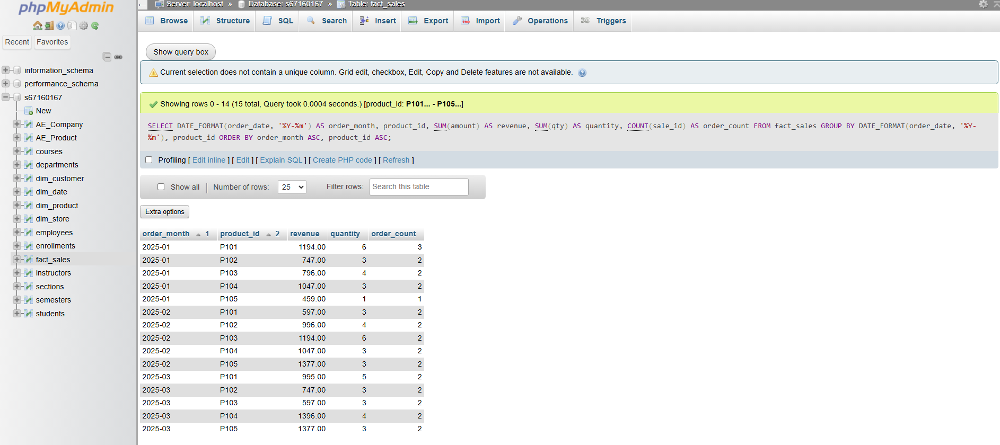 phpMyAdmin
Recent Favorites
information_schema
performance_schema
s67160167
New
AE_Company
AE_Product
courses
departments
dim_customer
dim_date
dim_product
dim_store
employees
enrollments
fact_sales
instructors
sections
semesters
students
Server: localhost » Database: s67160167 » Table: fact_sales
Browse Structure SQL Search Insert Export Import Operations Triggers
Show query box
Current selection does not contain a unique column. Grid edit, checkbox, Edit, Copy and Delete features are not available.
Showing rows 0 - 14 (15 total, Query took 0.0004 seconds.) [product_id: P101... - P105...]
SELECT DATE_FORMAT(order_date, '%Y-%m') AS order_month, product_id, SUM(amount) AS revenue, SUM(qty) AS quantity, COUNT(sale_id) AS order_count FROM fact_sales GROUP BY DATE_FORMAT(order_date, '%Y-
%m'), product_id ORDER BY order_month ASC, product_id ASC;
Profiling [ Edit inline ] [ Edit ] [ Explain SQL ] [ Create PHP code ] [ Refresh ]
Show all Number of rows: 25 Filter rows: Search this table
Extra options
order_month 1 product_id 2 revenue quantity order_count
2025-01 P101 1194.00 6 3
2025-01 P102 747.00 3 2
2025-01 P103 796.00 4 2
2025-01 P104 1047.00 3 2
2025-01 P105 459.00 1 1
2025-02 P101 597.00 3 2
2025-02 P102 996.00 4 2
2025-02 P103 1194.00 6 2
2025-02 P104 1047.00 3 2
2025-02 P105 1377.00 3 2
2025-03 P101 995.00 5 2
2025-03 P102 747.00 3 2
2025-03 P103 597.00 3 2
2025-03 P104 1396.00 4 2
2025-03 P105 1377.00 3 2